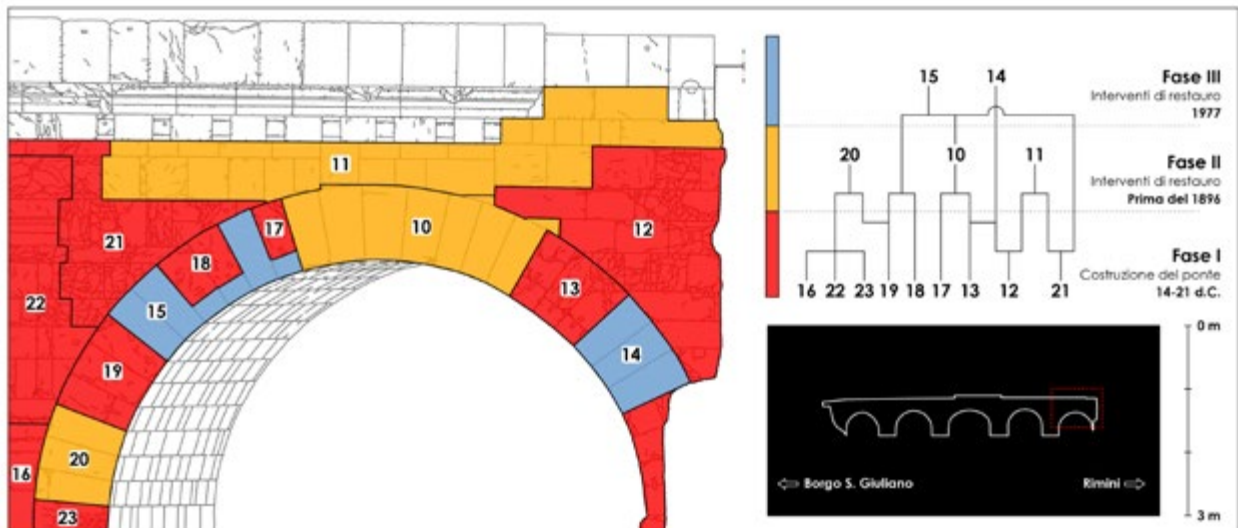 11
10
17
18
21
22
15
19
20
16
23
12
13
14
15 14
20 10 11
16 22 23 19 18 17 13 12 21
Fase III
Interventi di restauro
1977
Fase II
Interventi di restauro
Prima del 1896
Fase I
Costruzione del ponte
14-21 d.C.
0 m
Borgo S. Giuliano
Rimini
3 m